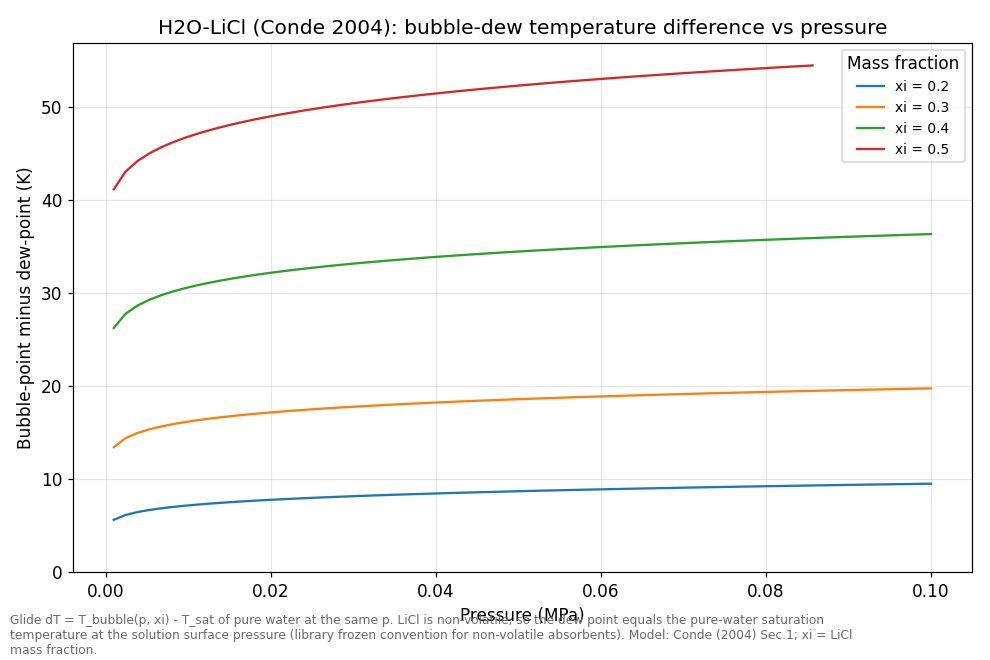 H2O-LiCl (Conde 2004): bubble-dew temperature difference vs pressure
Mass fraction
xi = 0.2
xi = 0.3
xi = 0.4
xi = 0.5
Bubble-point minus dew-point (K)
50
40
30
20
10
0
0.00 0.02 0.04 0.06 0.08 0.10
Pressure (MPa)
Glide dT = T_bubble(p, xi) - T_sat of pure water at the same p. LiCl is non-volatile, so the dew point equals the pure-water saturation
temperature at the solution surface pressure (library frozen convention for non-volatile absorbents). Model: Conde (2004) Sec.1; xi = LiCl
mass fraction.